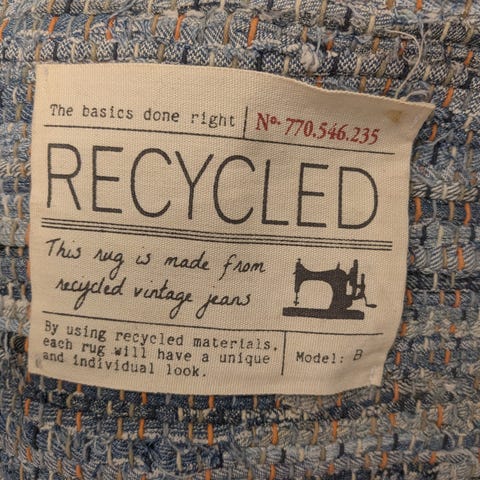 The basics done right
Nº 770.546.235
RECYCLED
This rug is made from
recycled vintage jeans
By using recycled materials,
each rug will have a unique
and individual look.
Model: B